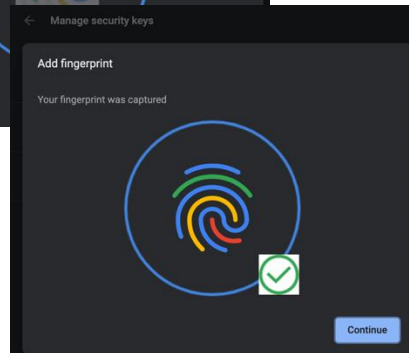 Manage security keys
Add fingerprint
Your fingerprint was captured
Continue